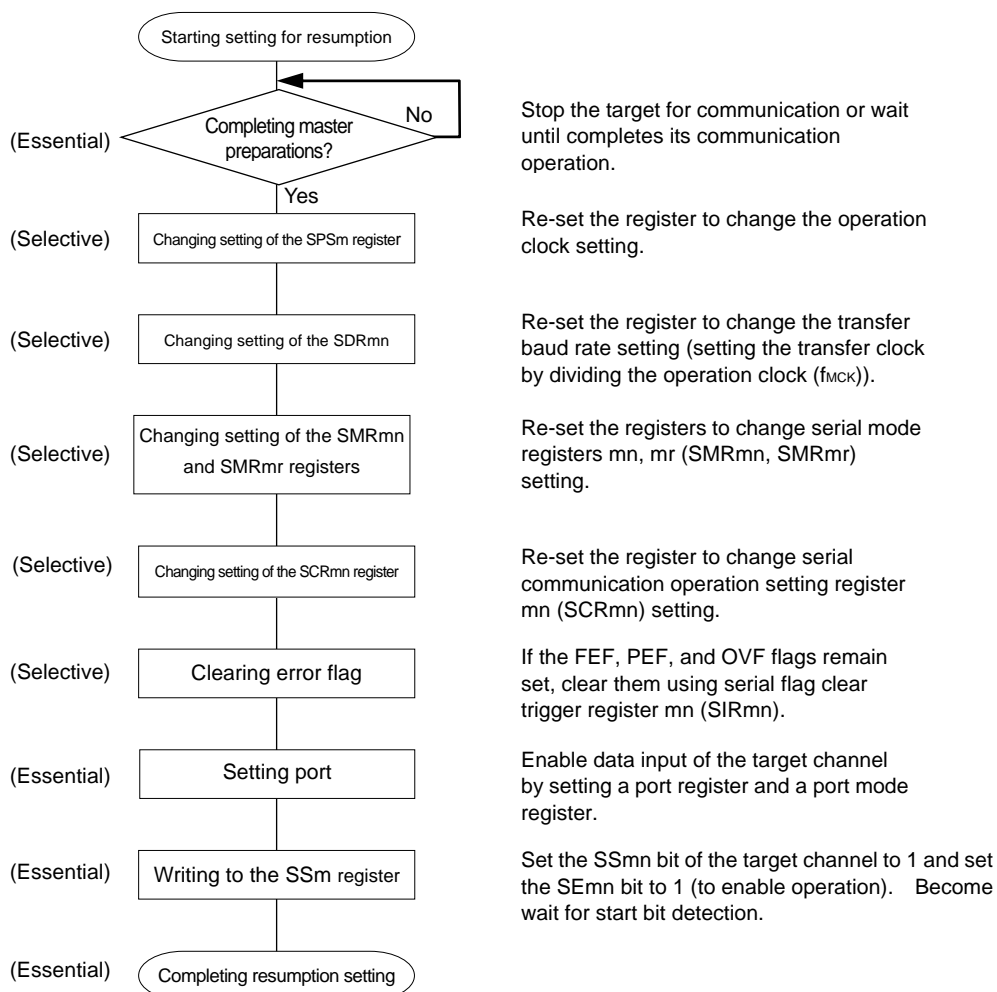 Starting setting for resumption
(Essential)
Completing master
preparations?
No
Yes
Stop the target for communication or wait
until completes its communication
operation.
(Selective)
Changing setting of the SPSm register
Re-set the register to change the operation
clock setting.
(Selective)
Changing setting of the SDRmn
Re-set the register to change the transfer
baud rate setting (setting the transfer clock
by dividing the operation clock (fMCK)).
(Selective)
Changing setting of the SMRmn
and SMRmr registers
Re-set the registers to change serial mode
registers mn, mr (SMRmn, SMRmr)
setting.
(Selective)
Changing setting of the SCRmn register
Re-set the register to change serial
communication operation setting register
mn (SCRmn) setting.
(Selective)
Clearing error flag
If the FEF, PEF, and OVF flags remain
set, clear them using serial flag clear
trigger register mn (SIRmn).
(Essential)
Setting port
Enable data input of the target channel
by setting a port register and a port mode
register.
(Essential)
Writing to the SSm register
Set the SSmn bit of the target channel to 1 and set
the SEmn bit to 1 (to enable operation). Become
wait for start bit detection.
(Essential)
Completing resumption setting